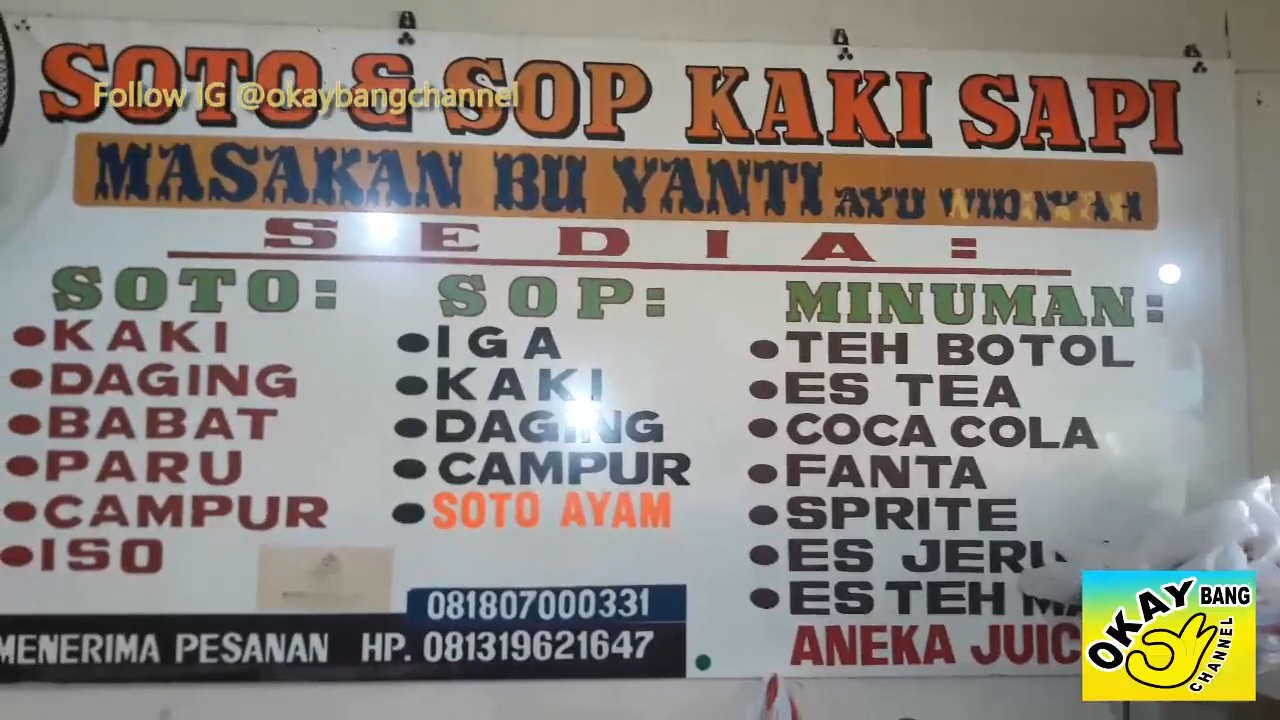 SOTO & SOP KAKI SAPI
Follow IG @okaybangchannel
MASAKAN BU YANTI AYU WIDIYAH
SEDIA:
SOTO:
KAKI
DAGING
BABAT
PARU
CAMPUR
ISO
SOP:
IGA
KAKI
DAGING
CAMPUR
SOTO AYAM
MINUMAN:
TEH BOTOL
ES TEA
COCA COLA
FANTA
SPRITE
ES
ES TEH
ANEKA
081807000331
MENERIMA PESANAN HP. 081319621647
OKAY BANG CHANNEL